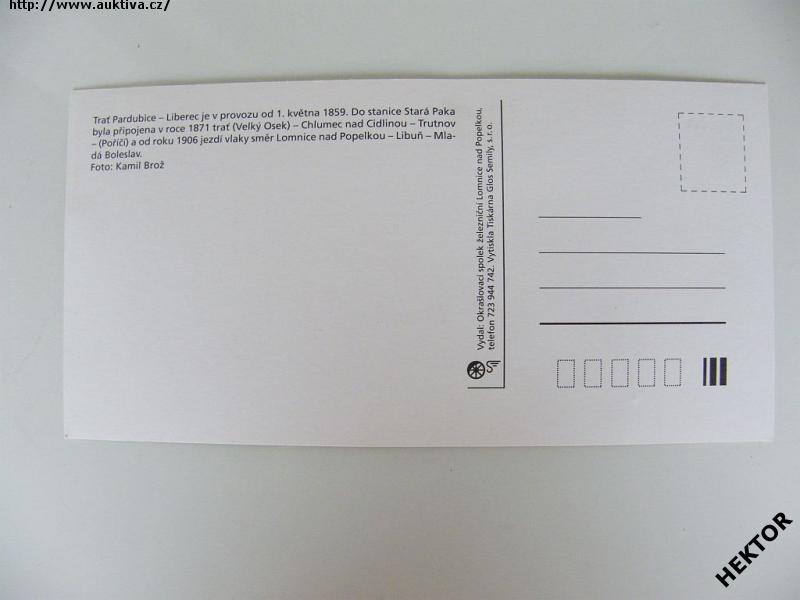 http://www.auktiva.cz/
Trať Pardubice – Liberec je v provozu od 1. května 1859. Do stanice Stará Paka
byla připojena v roce 1871 trať (Velký Osek) – Chlumec nad Cidlinou – Trutnov
– (Poříčí) a od roku 1906 jezdí vlaky směr Lomnice nad Popelkou – Libuň – Mla-
dá Boleslav.
Foto: Kamil Brož
Vydal: Okrašlovací spolek železniční Lomnice nad Popelkou,
telefon 723 944 742. Vytiskla Tiskárna Glos Semily, s.r.o.
HEKTOR